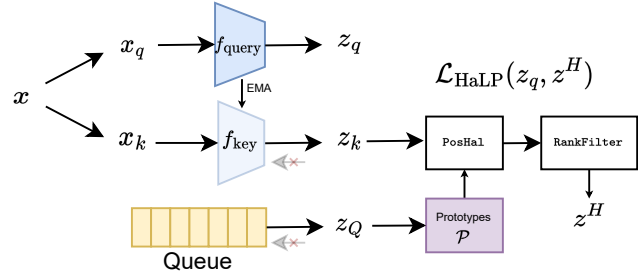 x
x_q
f_query
z_q
EMA
𝓛_HaLP(z_q, z^H)
x_k
f_key
z_k
PosHal
RankFilter
z_Q
Prototypes
𝒫
z^H
Queue